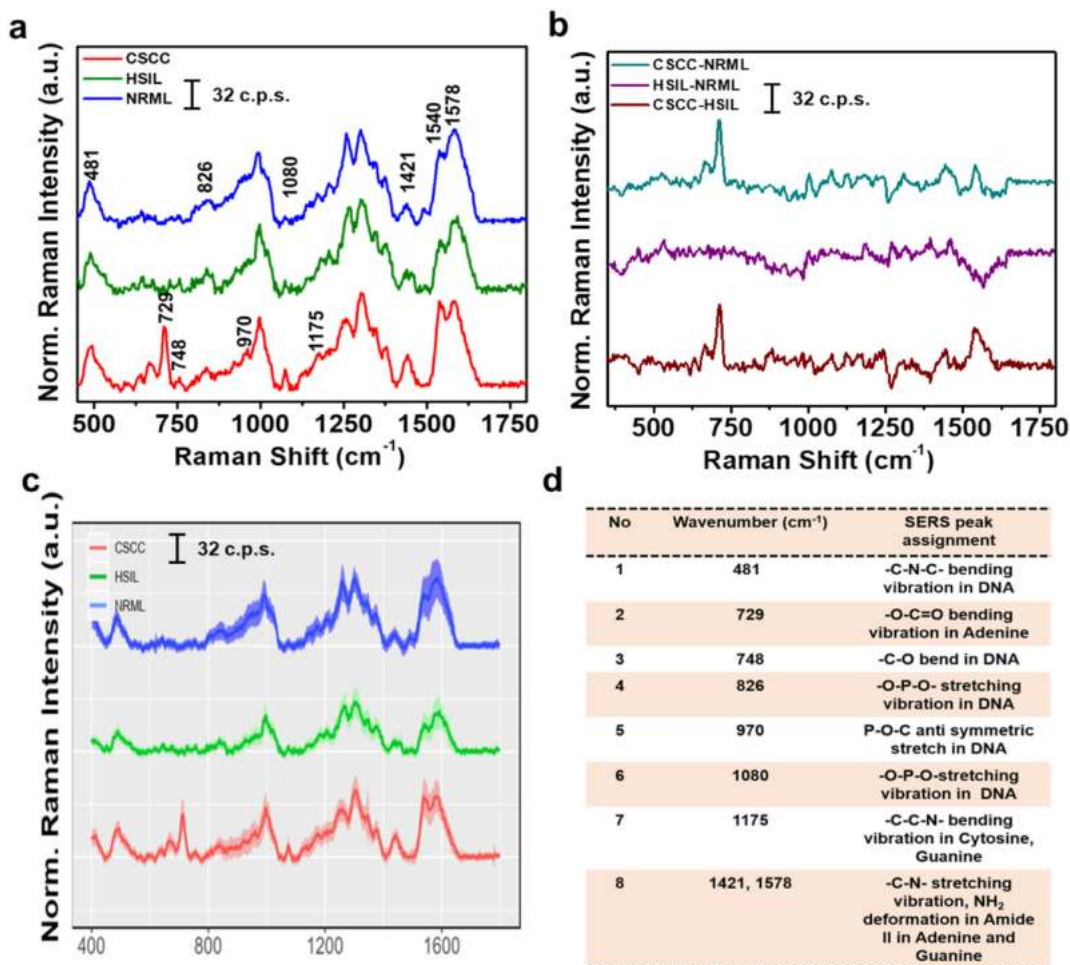 a
CSCC
HSIL
NRML
32 c.p.s.
481
826
1080
1421
1540
1578
729
748
970
1175
Norm. Raman Intensity (a.u.)
500 750 1000 1250 1500 1750
Raman Shift (cm-1)
b
CSCC-NRML
HSIL-NRML
CSCC-HSIL
32 c.p.s.
Norm. Raman Intensity (a.u.)
500 750 1000 1250 1500 1750
Raman Shift (cm-1)
c
CSCC
HSIL
NRML
32 c.p.s.
Norm. Raman Intensity (a.u.)
400 800 1200 1600
d
No Wavenumber (cm-1) SERS peak
assignment
1 481 -C-N-C- bending
vibration in DNA
2 729 -O-C=O bending
vibration in Adenine
3 748 -C-O bend in DNA
4 826 -O-P-O- stretching
vibration in DNA
5 970 P-O-C anti symmetric
stretch in DNA
6 1080 -O-P-O-stretching
vibration in DNA
7 1175 -C-C-N- bending
vibration in Cytosine,
Guanine
8 1421, 1578 -C-N- stretching
vibration, NH2
deformation in Amide
II in Adenine and
Guanine